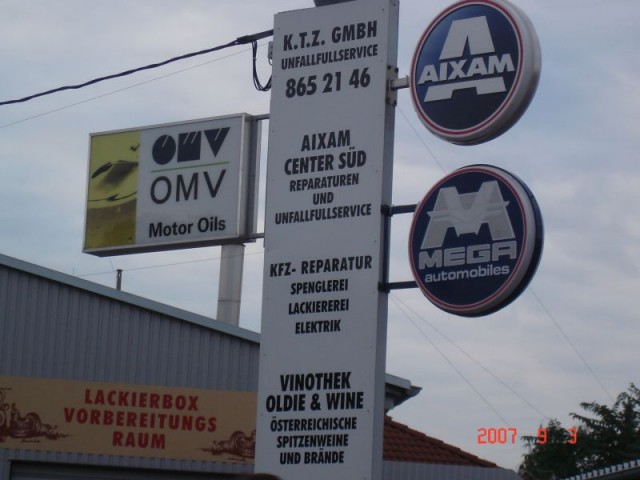 K.T.Z. GMBH
UNFALLFULLSERVICE
865 21 46
AIXAM
CENTER SÜD
REPARATUREN
UND
UNFALLFULLSERVICE
KFZ- REPARATUR
SPENGLEREI
LACKIEREREI
ELEKTRIK
VINOTHEK
OLDIE & WINE
ÖSTERREICHISCHE
SPITZENWEINE
UND BRÄNDE
AIXAM
MEGA
automobiles
OMV
OMV
Motor Oils
LACKIERBOX
VORBEREITUNGS
RAUM
2007 9 3